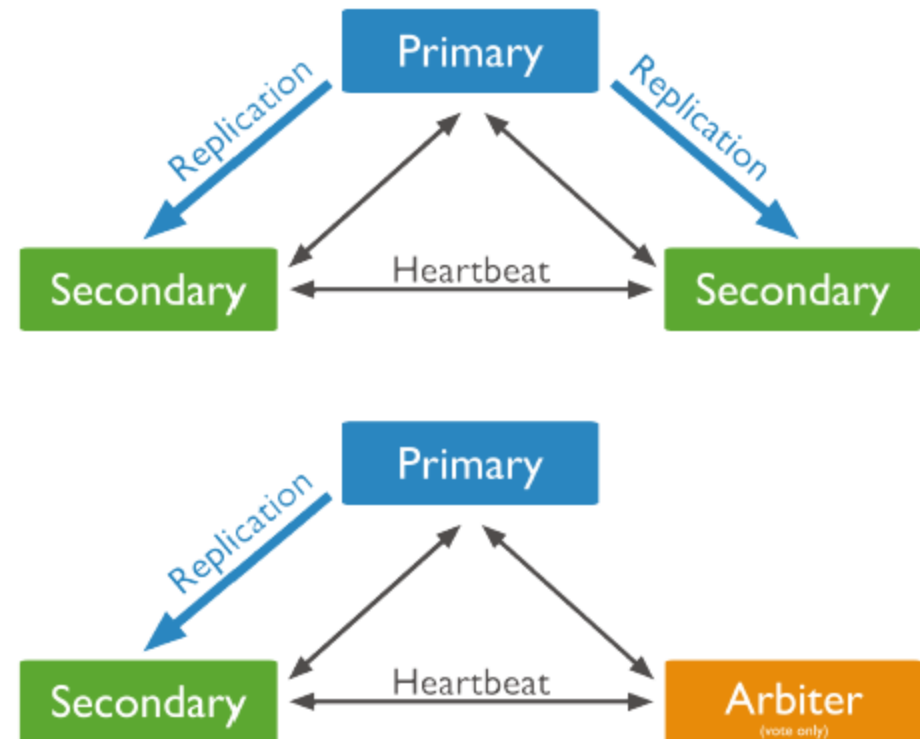 Primary
Replication
Replication
Secondary
Heartbeat
Secondary
Primary
Replication
Secondary
Heartbeat
Arbiter
(vote only)